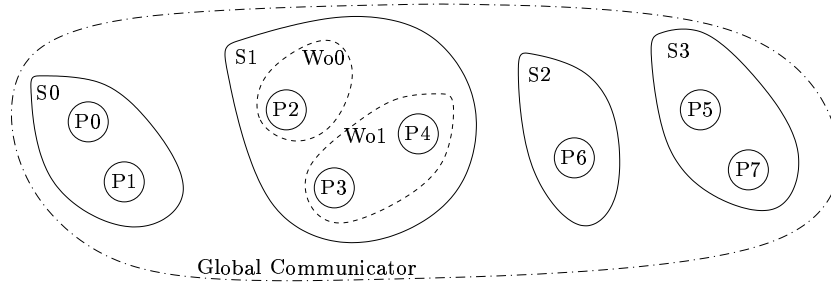 S0
P0
P1
S1
Wo0
P2
Wo1
P4
P3
S2
P6
S3
P5
P7
Global Communicator